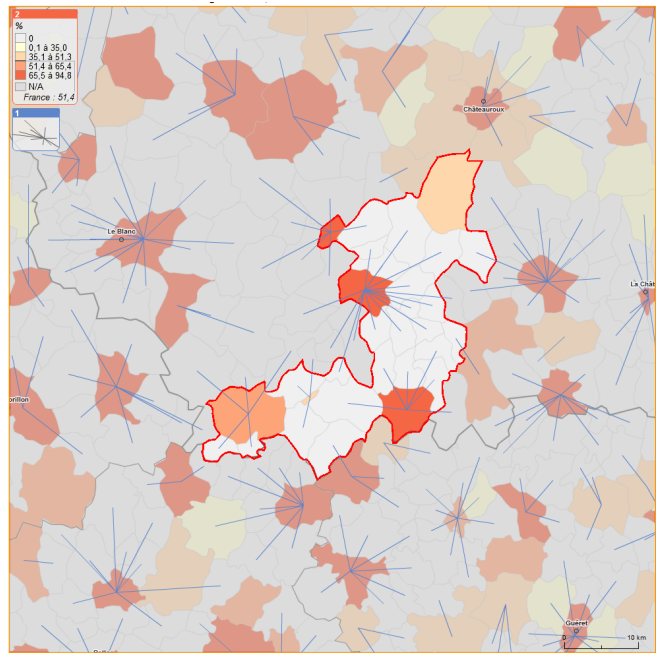 2
%
0
0,1 à 35,0
35,1 à 51,3
51,4 à 65,4
65,5 à 94,8
N/A
France : 51,4
1
Châteauroux
Le Blanc
La Chât
orillon
Guéret
0 10 km